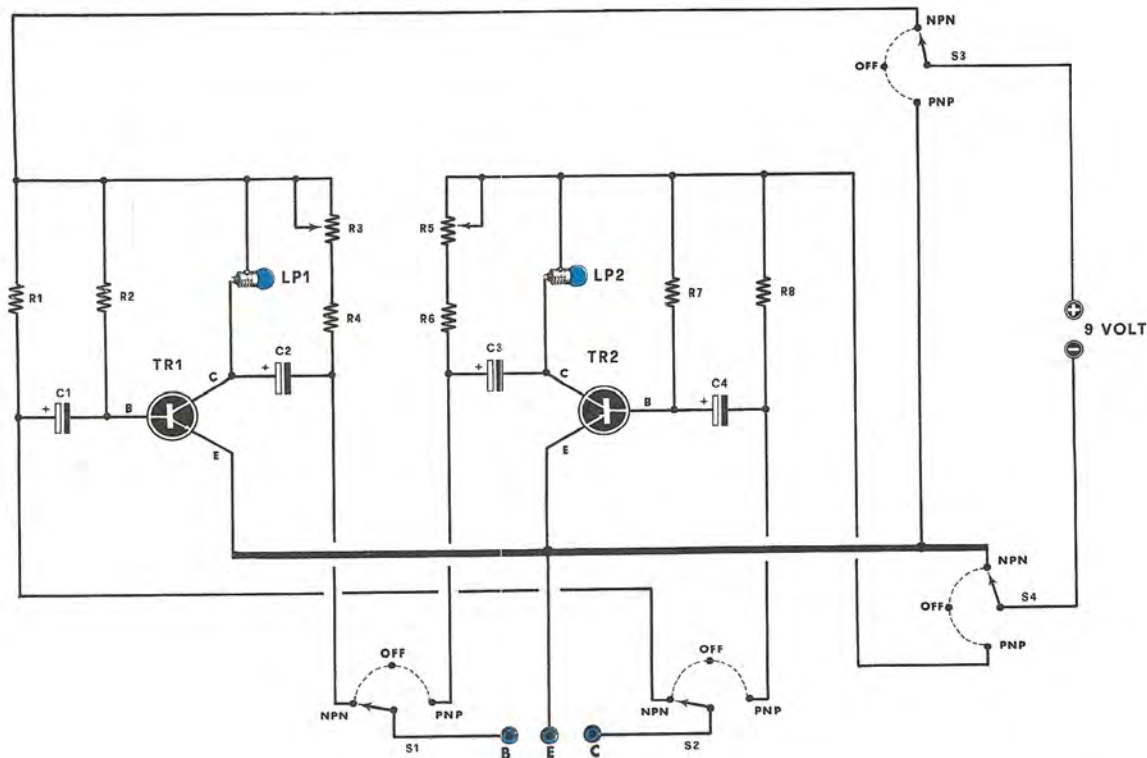 NPN
OFF
S3
PNP
R3
R5
LP1
LP2
R1
R2
R7
R8
+
9 VOLT
-
R4
R6
TR1
C2
+
C3
+
TR2
C
C
C1
+
C4
+
B
B
E
E
NPN
OFF
S4
PNP
OFF
OFF
NPN
PNP
NPN
PNP
S1
B
E
C
S2